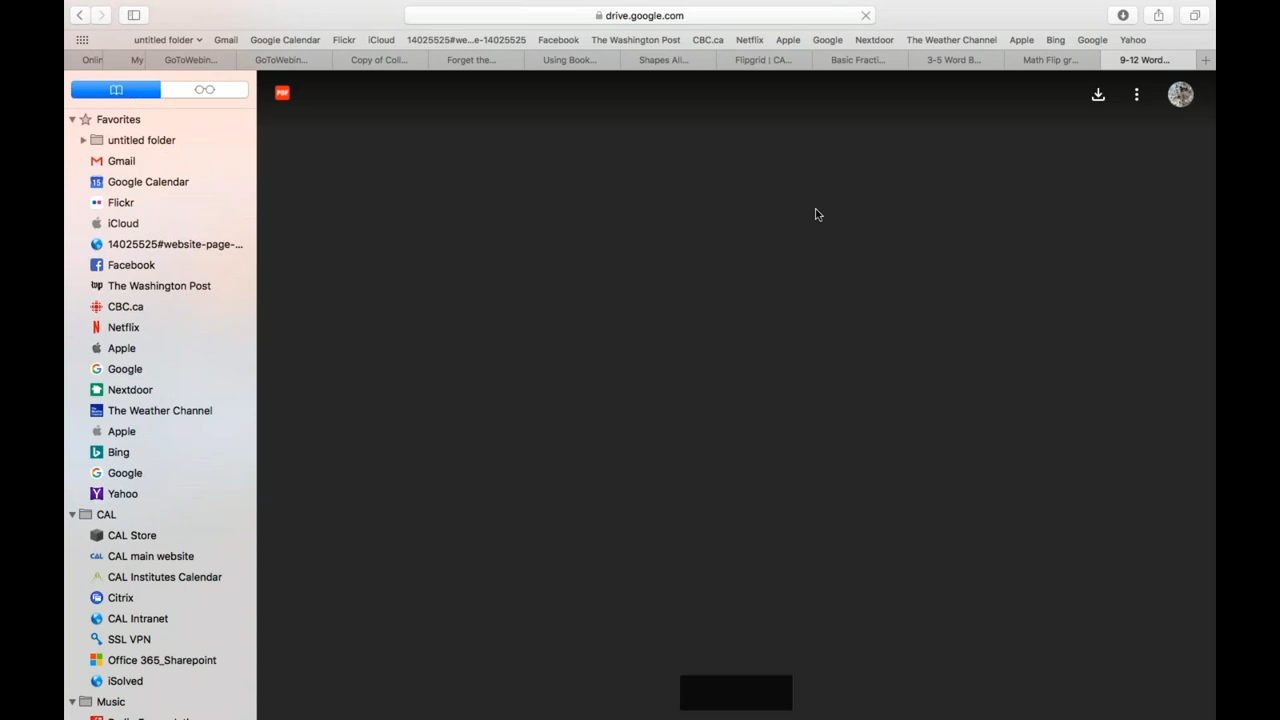 drive.google.com
untitled folder Gmail Google Calendar Flickr iCloud 14025525#we...e-14025525 Facebook The Washington Post CBC.ca Netflix Apple Google Nextdoor The Weather Channel Apple Bing Google Yahoo
Onlin My GoToWebin... GoToWebin... Copy of Coll... Forget the... Using Book... Shapes All... Flipgrid | CA... Basic Fracti... 3-5 Word B... Math Flip gr... 9-12 Word...
PDF
Favorites
untitled folder
Gmail
15 Google Calendar
Flickr
iCloud
14025525#website-page-...
Facebook
wp The Washington Post
CBC.ca
Netflix
Apple
Google
Nextdoor
The Weather Channel
Apple
Bing
Google
Yahoo
CAL
CAL Store
CAL CAL main website
CAL Institutes Calendar
Citrix
CAL Intranet
SSL VPN
Office 365_Sharepoint
iSolved
Music